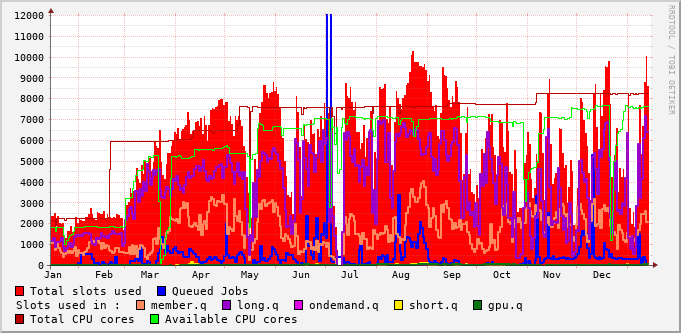 12000
11000
10000
9000
8000
7000
6000
5000
4000
3000
2000
1000
0
Jan Feb Mar Apr May Jun Jul Aug Sep Oct Nov Dec
RRDTOOL / TOBI OETIKER
Total slots used Queued Jobs
Slots used in : member.q long.q ondemand.q short.q gpu.q
Total CPU cores Available CPU cores